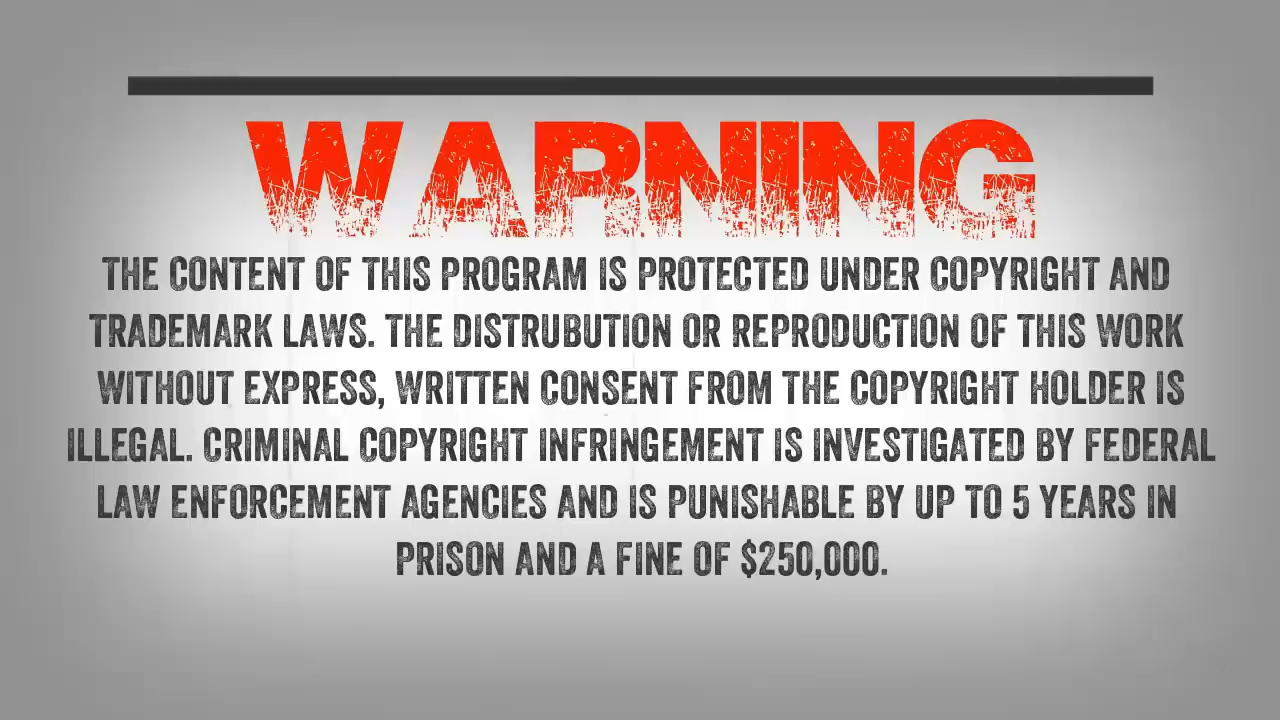 WARNING
THE CONTENT OF THIS PROGRAM IS PROTECTED UNDER COPYRIGHT AND
TRADEMARK LAWS. THE DISTRUBUTION OR REPRODUCTION OF THIS WORK
WITHOUT EXPRESS, WRITTEN CONSENT FROM THE COPYRIGHT HOLDER IS
ILLEGAL. CRIMINAL COPYRIGHT INFRINGEMENT IS INVESTIGATED BY FEDERAL
LAW ENFORCEMENT AGENCIES AND IS PUNISHABLE BY UP TO 5 YEARS IN
PRISON AND A FINE OF $250,000.